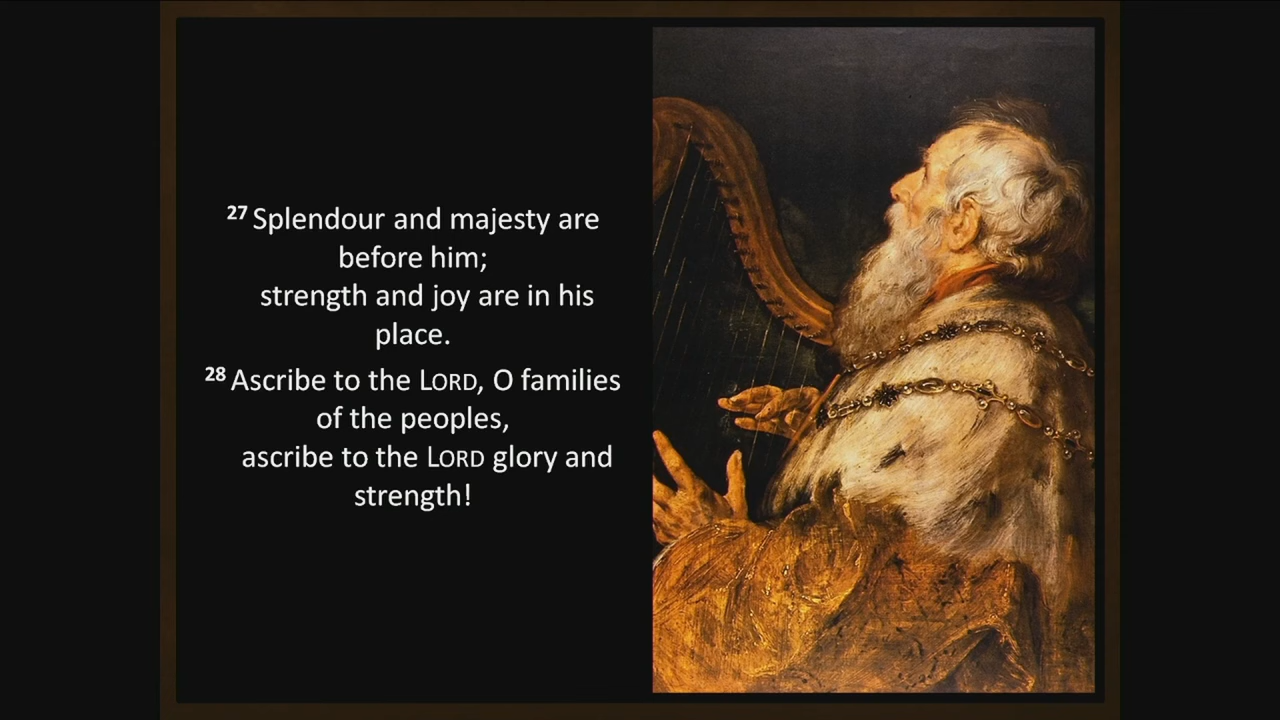 27 Splendour and majesty are
before him;
strength and joy are in his
place.
28 Ascribe to the LORD, O families
of the peoples,
ascribe to the LORD glory and
strength!